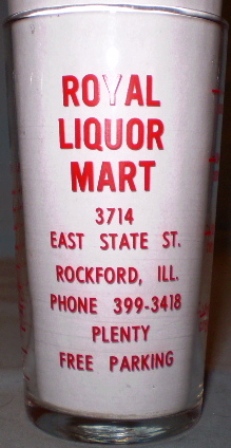 ROYAL
LIQUOR
MART
3714
EAST STATE ST.
ROCKFORD, ILL.
PHONE 399-3418
PLENTY
FREE PARKING